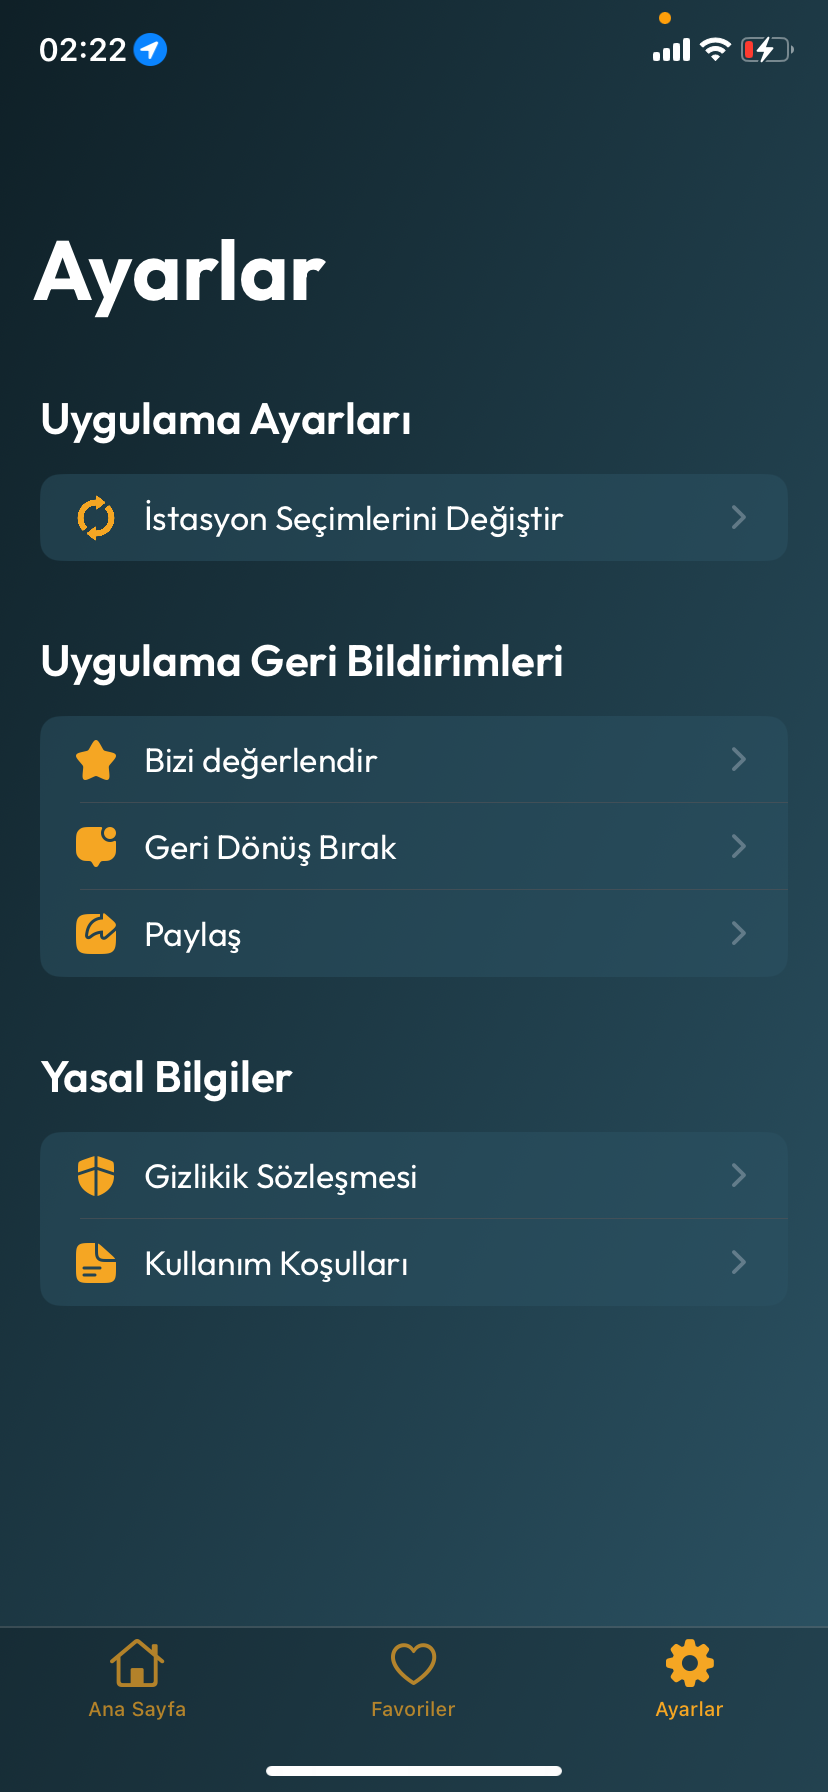 02:22
Ayarlar
Uygulama Ayarları
İstasyon Seçimlerini Değiştir
Uygulama Geri Bildirimleri
Bizi değerlendir
Geri Dönüş Bırak
Paylaş
Yasal Bilgiler
Gizlikik Sözleşmesi
Kullanım Koşulları
Ana Sayfa
Favoriler
Ayarlar